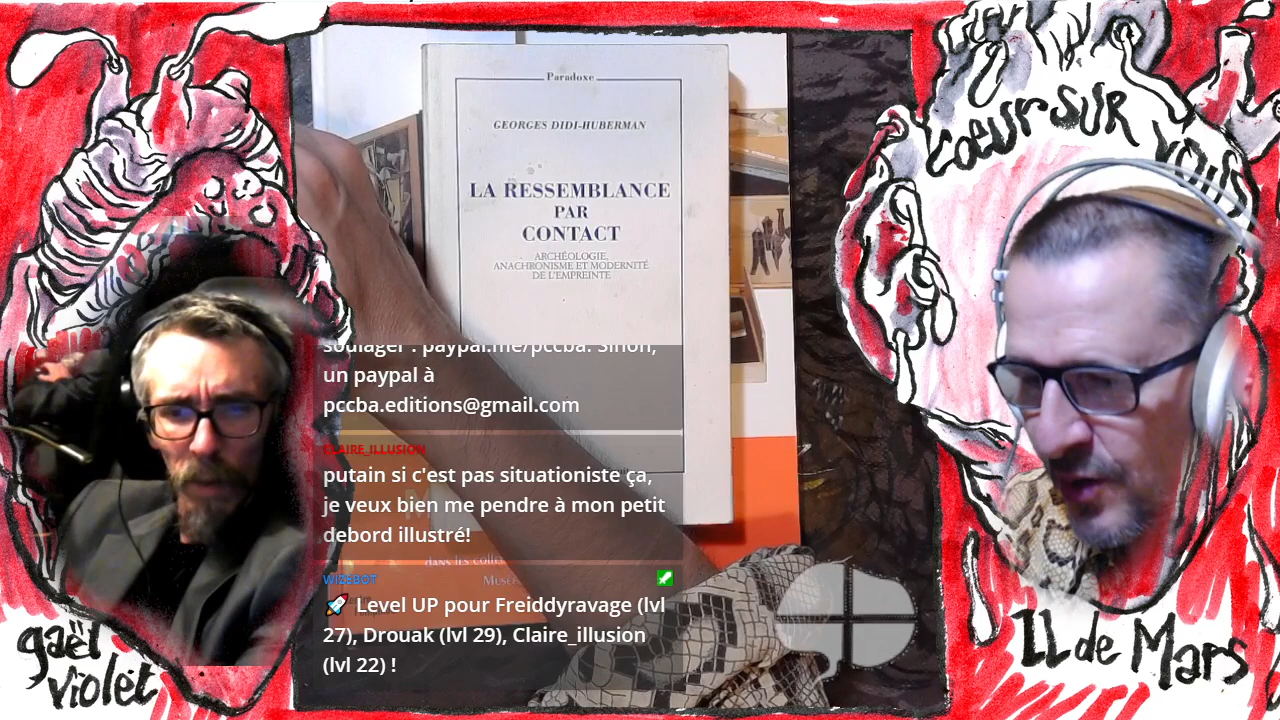 Paradoxe
GEORGES DIDI-HUBERMAN
LA RESSEMBLANCE
PAR
CONTACT
ARCHÉOLOGIE,
ANACHRONISME ET MODERNITÉ
DE L'EMPREINTE
soulager : paypal.me/pccba. Sinon,
un paypal à
pccba.editions@gmail.com
CLAIRE_ILLUSION
putain si c'est pas situationiste ça,
je veux bien me pendre à mon petit
debord illustré!
dans les
WIZEBOT
🚀 Level UP pour Freiddyravage (lvl
27), Drouak (lvl 29), Claire_illusion
(lvl 22) !
coeur SUR
vous
gaël
violet
LL de Mars